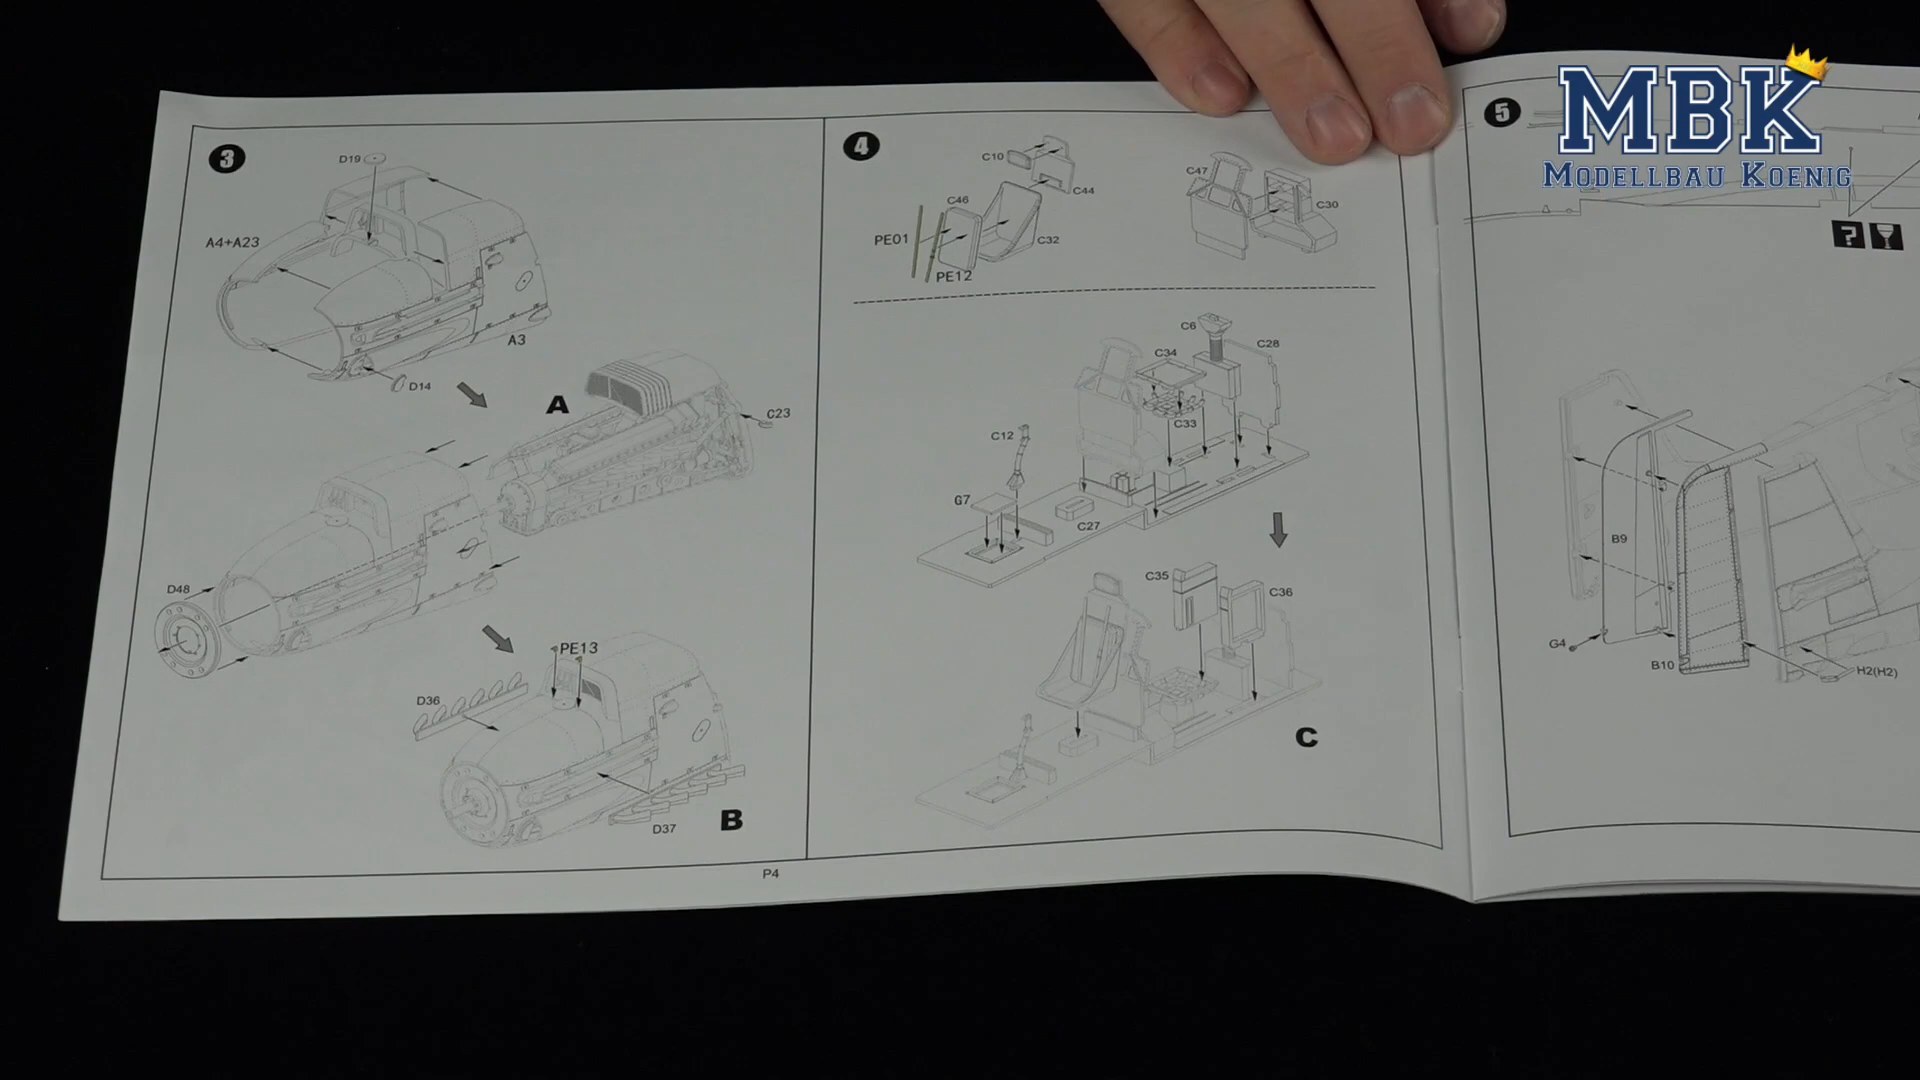 3
D19
A4+A23
A3
D14
A
C23
D48
PE13
D36
D37
B
P4
4
C10
C44
C46
PE01
C32
PE12
C47
C30
C6
C34
C28
C33
C12
G7
C27
C35
C36
C
5
?
B9
G4
B10
H2(H2)
MBK
MODELLBAU KOENIG